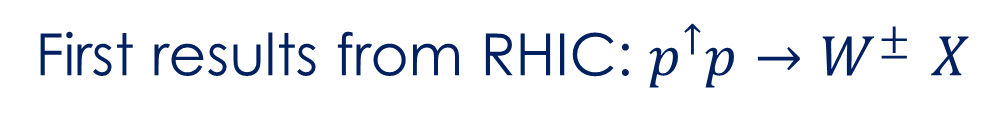 First results from RHIC: p↑p → W± X